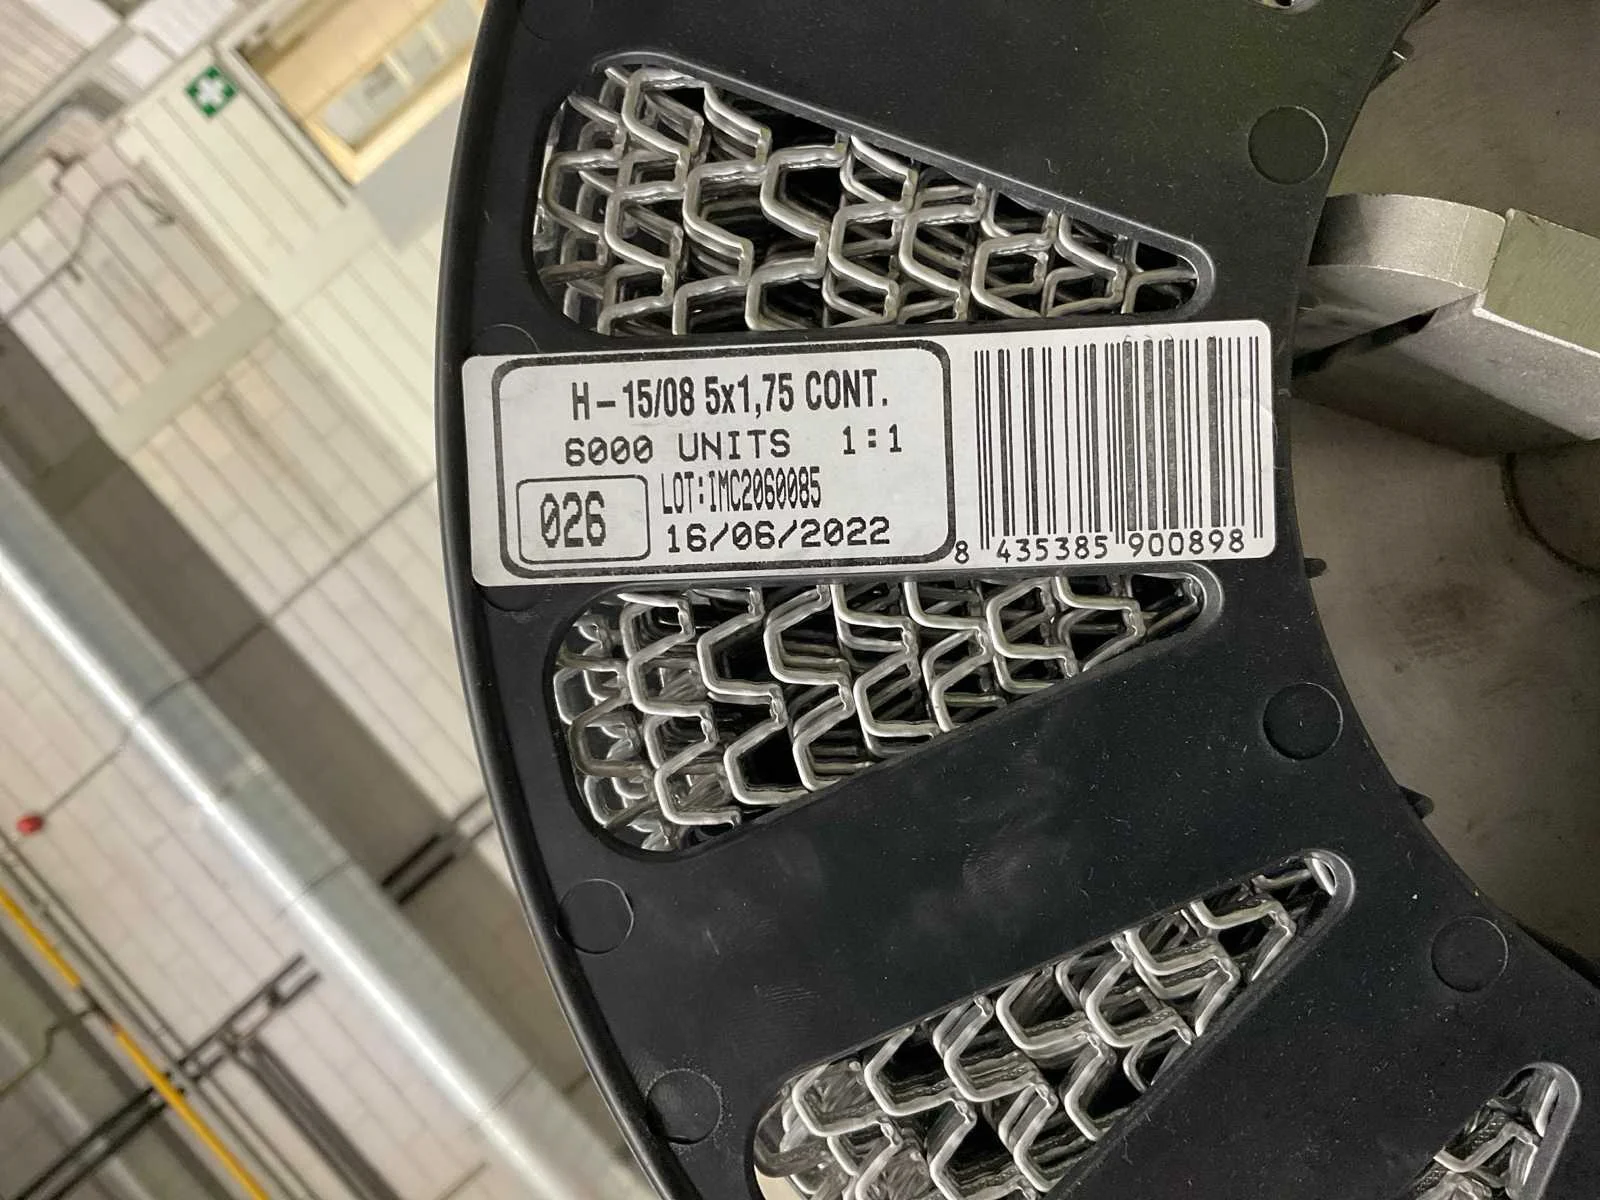 H-15/08 5x1,75 CONT.
6000 UNITS 1:1
026
LOT:IMC2060085
16/06/2022
8 435385 900898